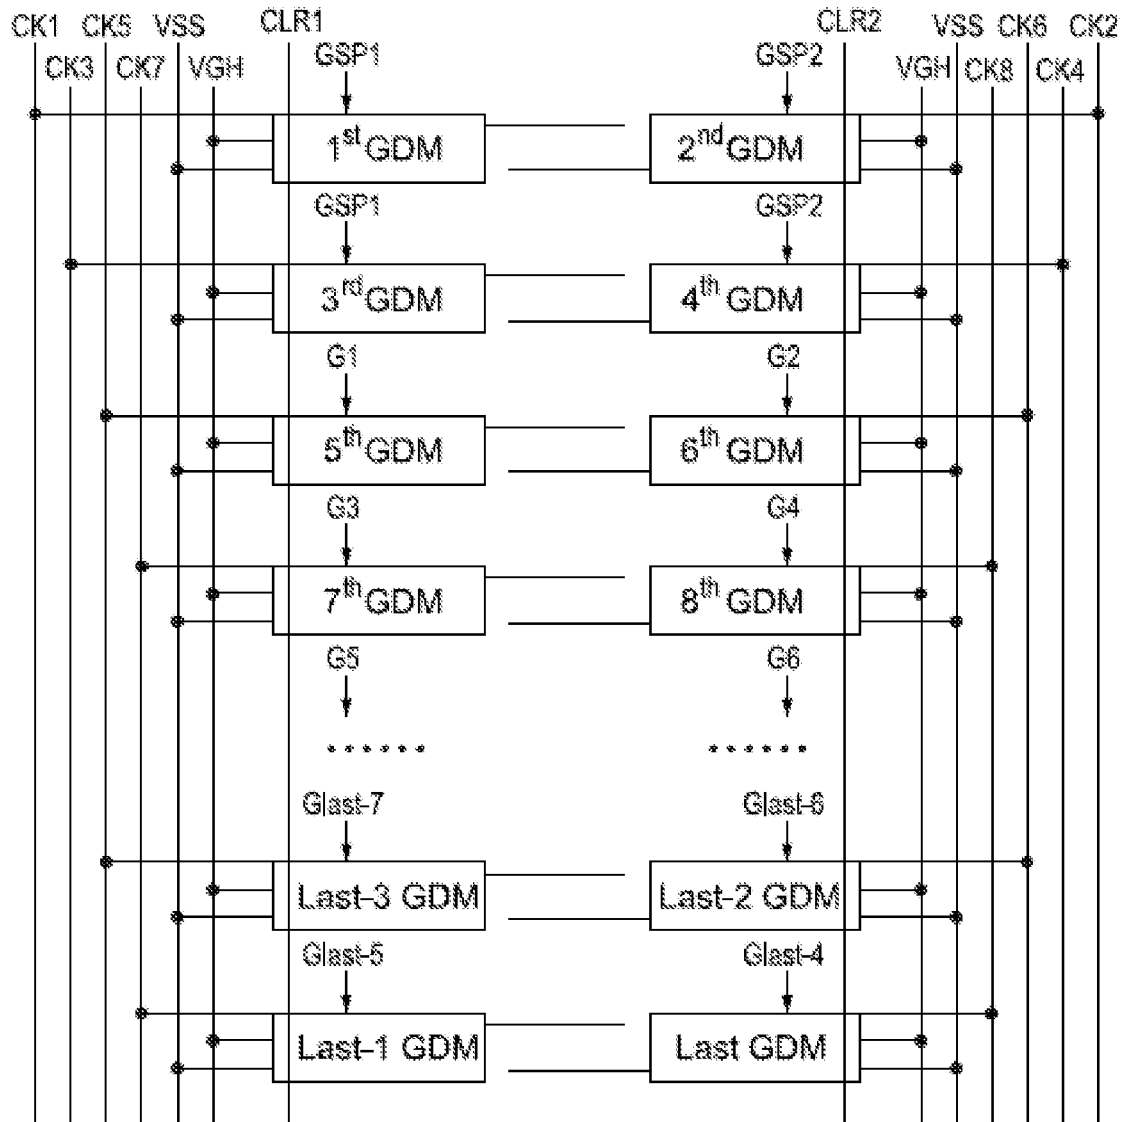 CK1 CK5 VSS CLR1 CLR2 VSS CK6 CK2
CK3 CK7 VGH GSP1 GSP2 VGH CK8 CK4
1st GDM 2nd GDM
GSP1 GSP2
3rd GDM 4th GDM
G1 G2
5th GDM 6th GDM
G3 G4
7th GDM 8th GDM
G5 G6
...... ......
Glast-7 Glast-6
Last-3 GDM Last-2 GDM
Glast-5 Glast-4
Last-1 GDM Last GDM